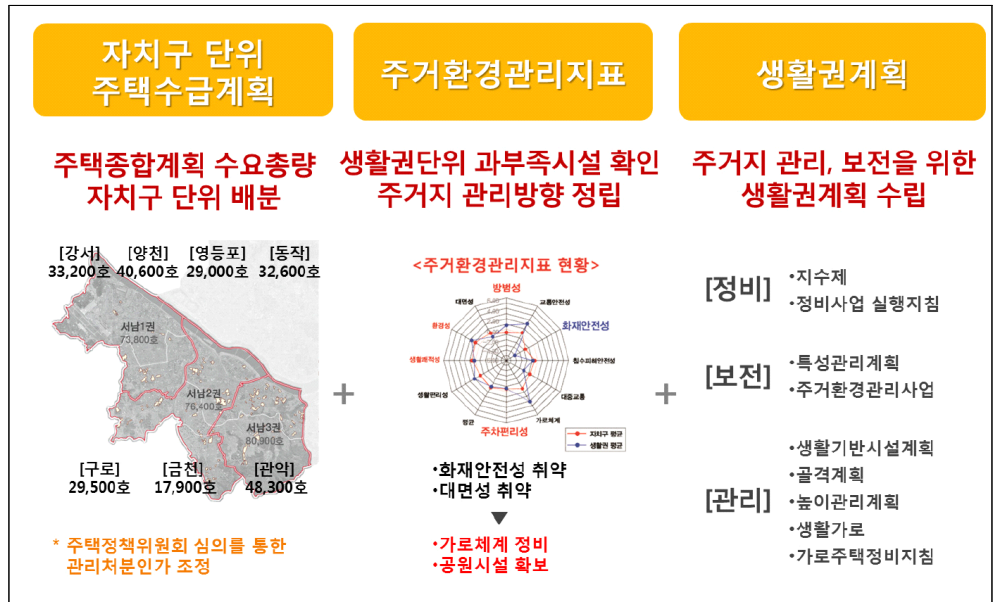 자치구 단위
주택수급계획
주택종합계획 수요총량
자치구 단위 배분
[강서] [양천] [영등포] [동작]
33,200호 40,600호 29,000호 32,600호
서남1권
73,800호
서남2권
76,400호
서남3권
80,900호
[구로] [금천] [관악]
29,500호 17,900호 48,300호
* 주택정책위원회 심의를 통한
관리처분인가 조정
+
주거환경관리지표
생활권단위 과부족시설 확인
주거지 관리방향 정립
<주거환경관리지표 현황>
방범성
교통안전성
화재안전성
침수피해안전성
대중교통
가로체계
주차편리성
평균
생활편리성
생활쾌적성
환경성
대면성
자치구 평균
생활권 평균
•화재안전성 취약
•대면성 취약
•가로체계 정비
•공원시설 확보
+
생활권계획
주거지 관리, 보전을 위한
생활권계획 수립
[정비]
•지수제
•정비사업 실행지침
[보전]
•특성관리계획
•주거환경관리사업
[관리]
•생활기반시설계획
•골격계획
•높이관리계획
•생활가로
•가로주택정비지침